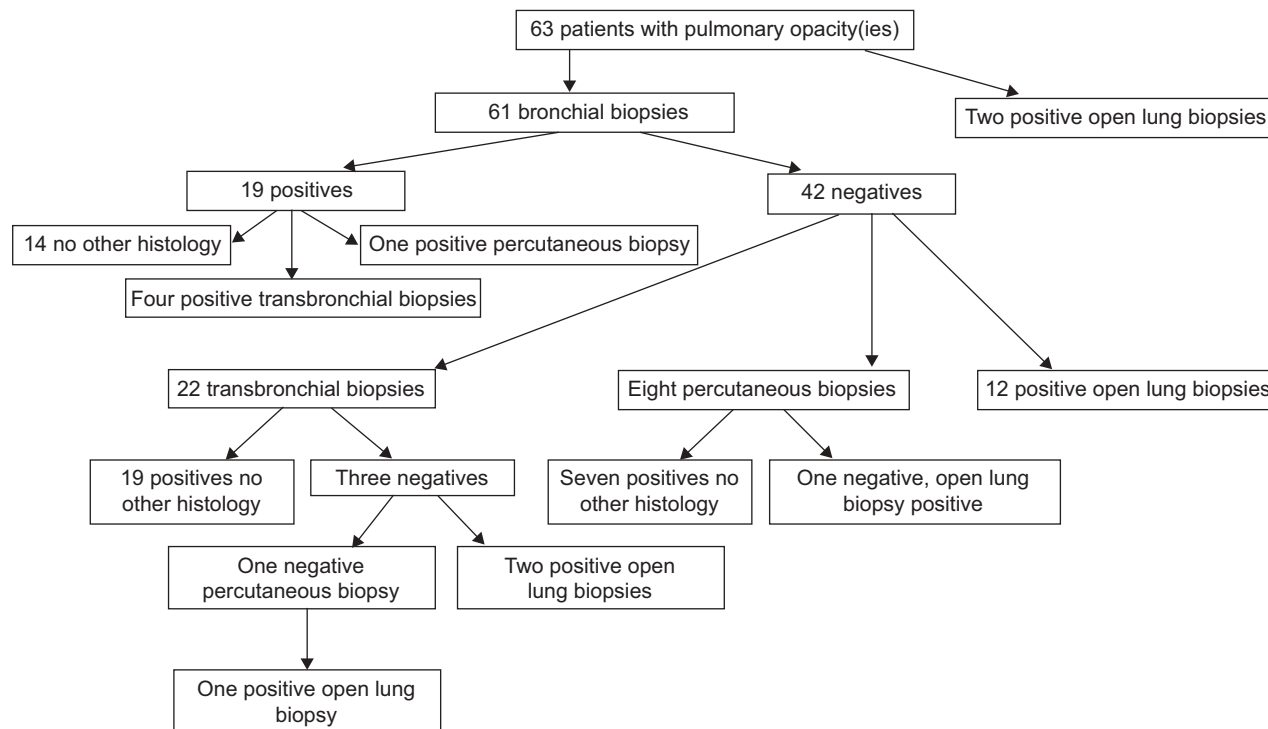 63 patients with pulmonary opacity(ies)
61 bronchial biopsies
Two positive open lung biopsies
19 positives
42 negatives
14 no other histology
One positive percutaneous biopsy
Four positive transbronchial biopsies
22 transbronchial biopsies
Eight percutaneous biopsies
12 positive open lung biopsies
19 positives no
other histology
Three negatives
Seven positives no
other histology
One negative, open lung
biopsy positive
One negative
percutaneous biopsy
Two positive open
lung biopsies
One positive open lung
biopsy